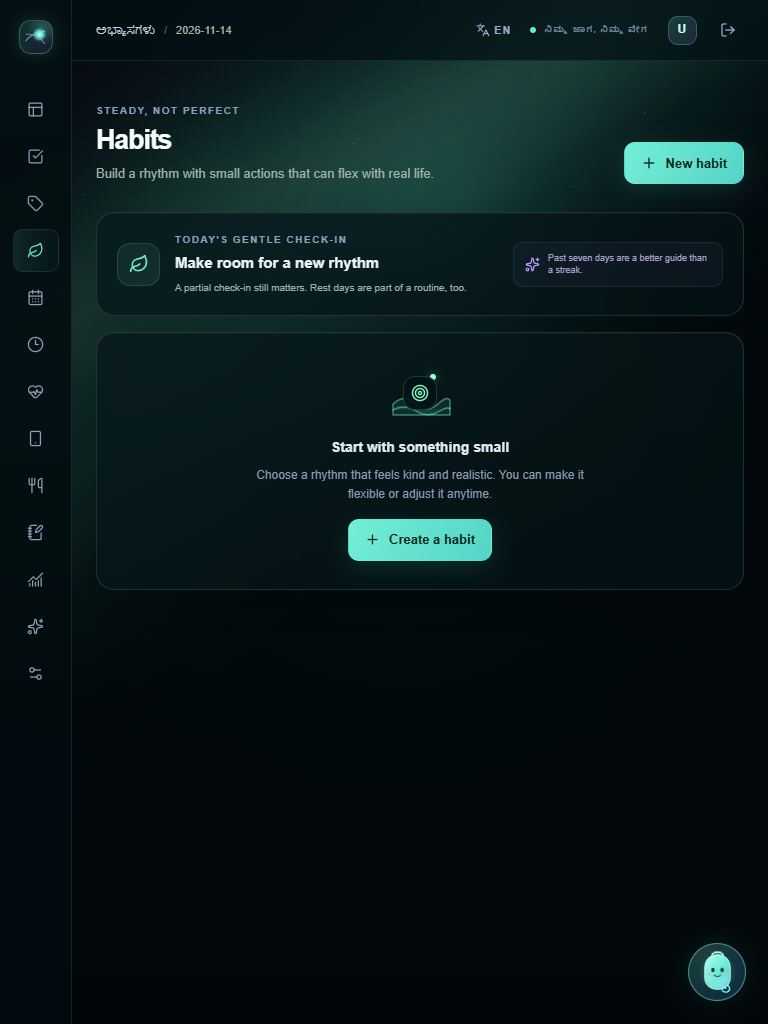 ಅಭ್ಯಾಸಗಳು / 2026-11-14
EN
ನಿಮ್ಮ ಜಾಗ. ನಿಮ್ಮ ವೇಗ
U
STEADY, NOT PERFECT
Habits
Build a rhythm with small actions that can flex with real life.
New habit
TODAY'S GENTLE CHECK-IN
Make room for a new rhythm
A partial check-in still matters. Rest days are part of a routine, too.
Past seven days are a better guide than
a streak.
Start with something small
Choose a rhythm that feels kind and realistic. You can make it
flexible or adjust it anytime.
Create a habit